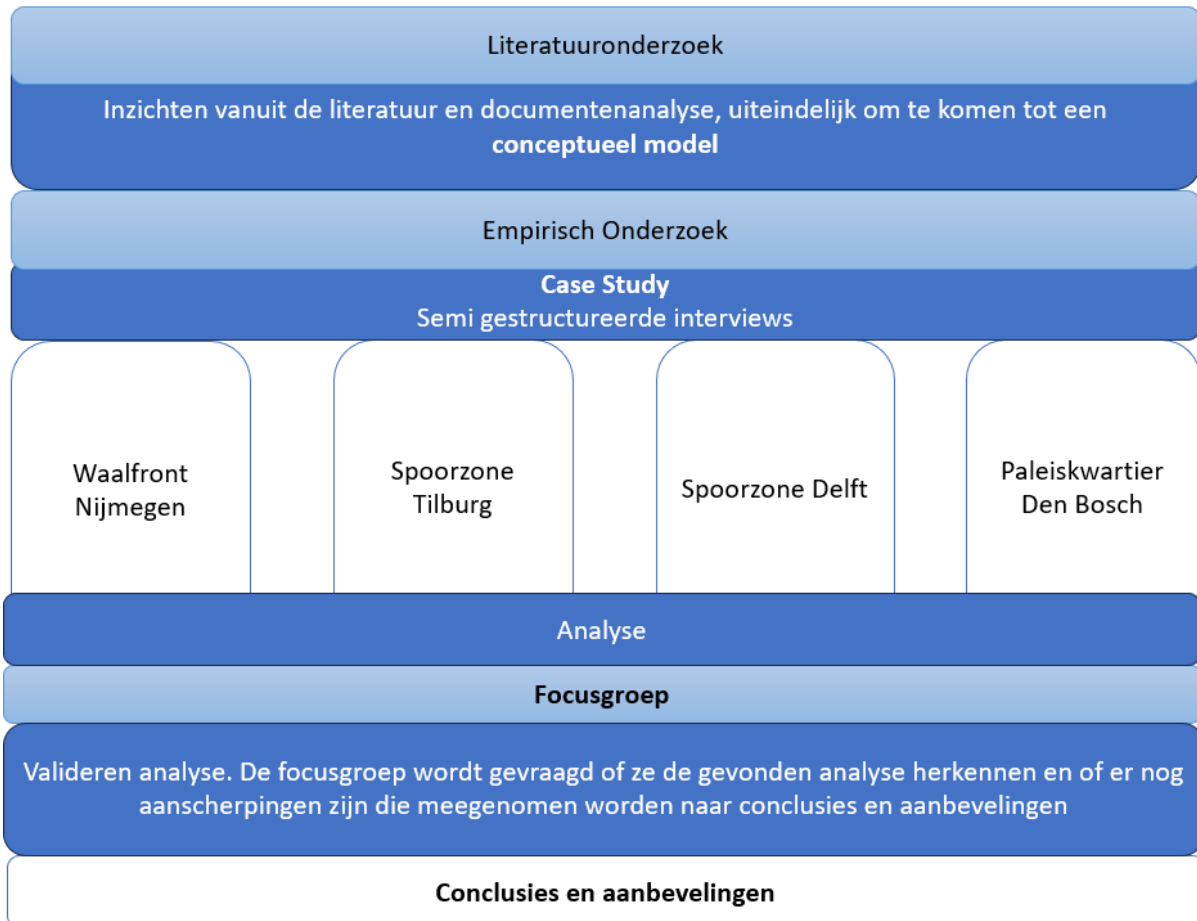 Literatuuronderzoek
Inzichten vanuit de literatuur en documentenanalyse, uiteindelijk om te komen tot een
conceptueel model
Empirisch Onderzoek
Case Study
Semi gestructureerde interviews
Waalfront
Nijmegen
Spoorzone
Tilburg
Spoorzone Delft
Paleiskwartier
Den Bosch
Analyse
Focusgroep
Valideren analyse. De focusgroep wordt gevraagd of ze de gevonden analyse herkennen en of er nog
aanscherpingen zijn die meegenomen worden naar conclusies en aanbevelingen
Conclusies en aanbevelingen